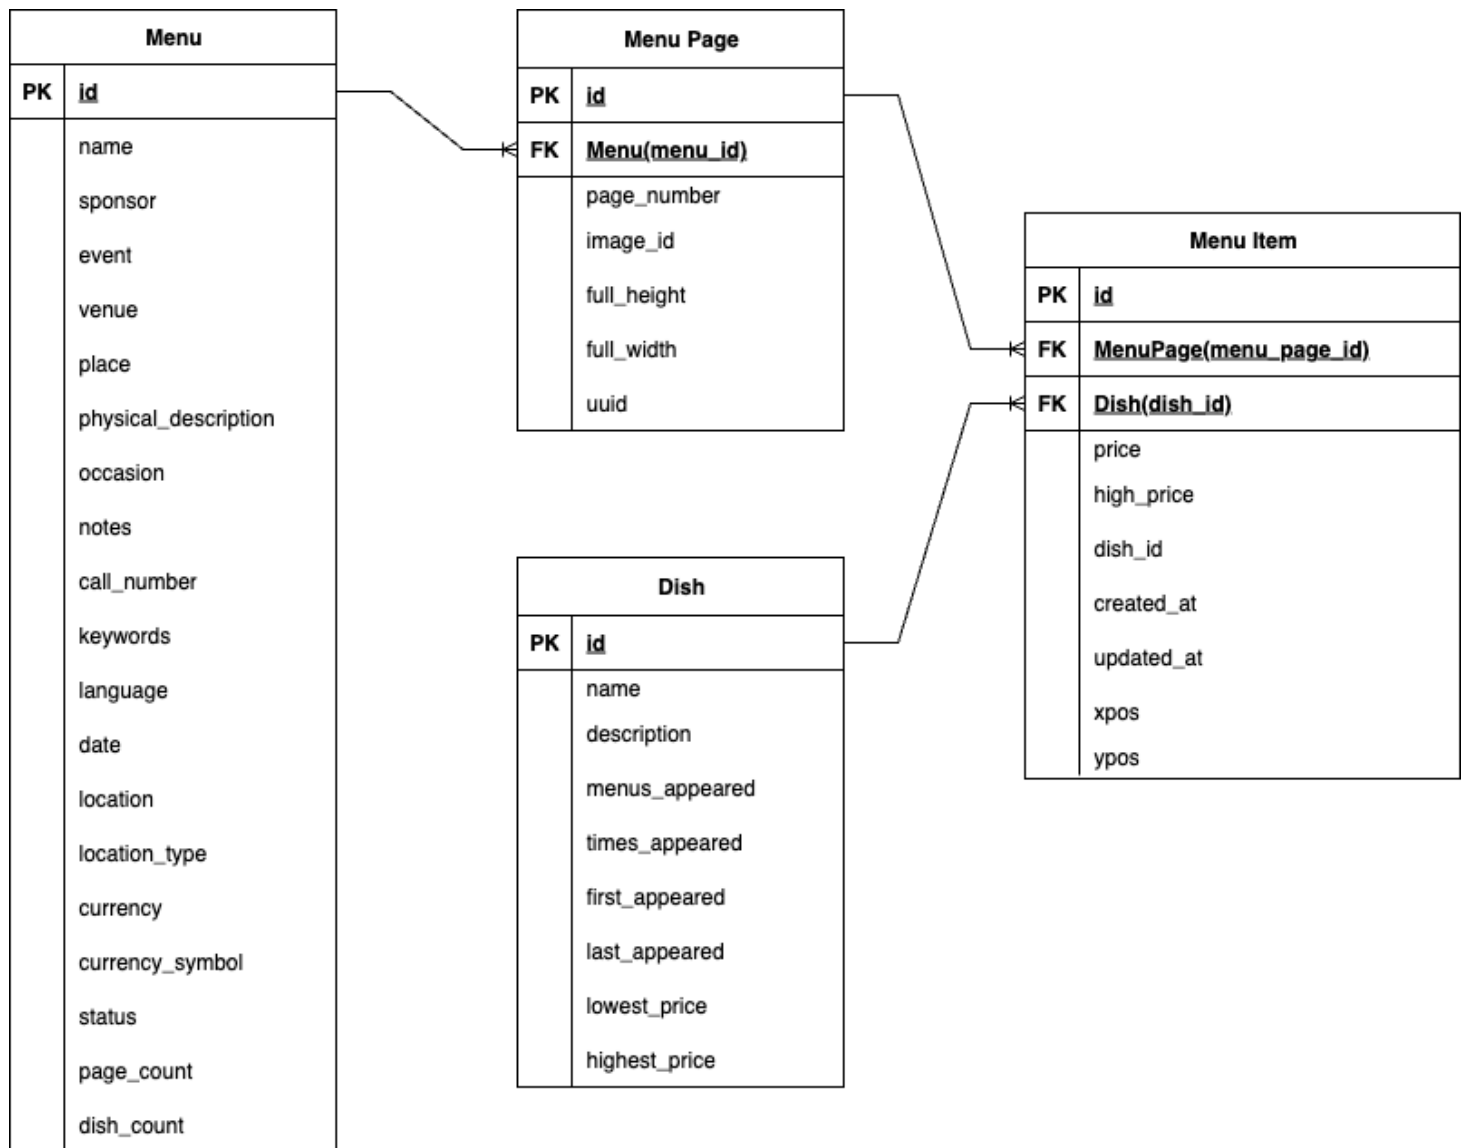 Menu
PK id
name
sponsor
event
venue
place
physical_description
occasion
notes
call_number
keywords
language
date
location
location_type
currency
currency_symbol
status
page_count
dish_count
Menu Page
PK id
FK Menu(menu_id)
page_number
image_id
full_height
full_width
uuid
Dish
PK id
name
description
menus_appeared
times_appeared
first_appeared
last_appeared
lowest_price
highest_price
Menu Item
PK id
FK MenuPage(menu_page_id)
FK Dish(dish_id)
price
high_price
dish_id
created_at
updated_at
xpos
ypos